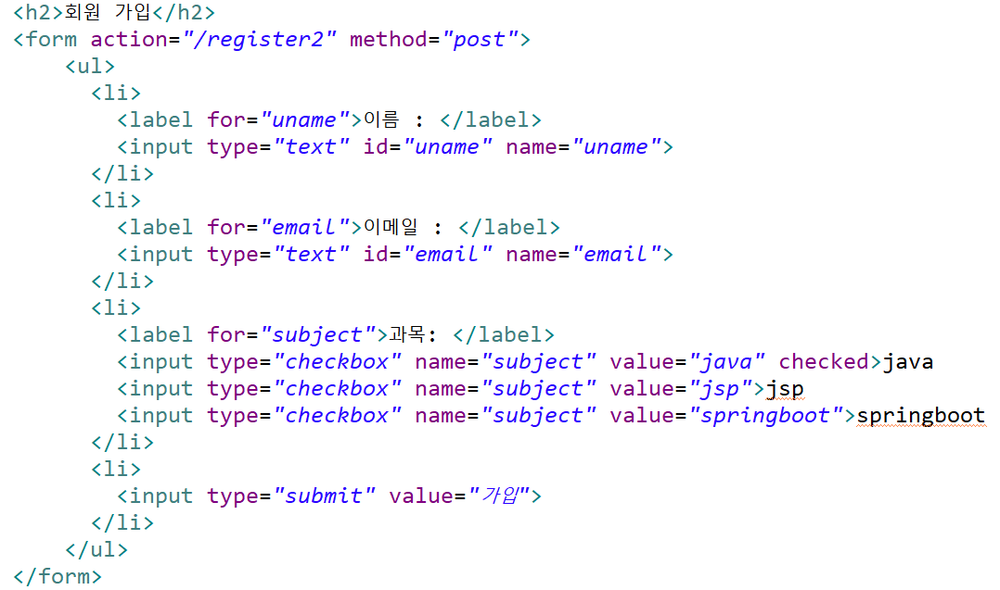 <h2>회원 가입</h2>
<form action="/register2" method="post">
<ul>
<li>
<label for="uname">이름 : </label>
<input type="text" id="uname" name="uname">
</li>
<li>
<label for="email">이메일 : </label>
<input type="text" id="email" name="email">
</li>
<li>
<label for="subject">과목: </label>
<input type="checkbox" name="subject" value="java" checked>java
<input type="checkbox" name="subject" value="jsp">jsp
<input type="checkbox" name="subject" value="springboot">springboot
</li>
<li>
<input type="submit" value="가입">
</li>
</ul>
</form>